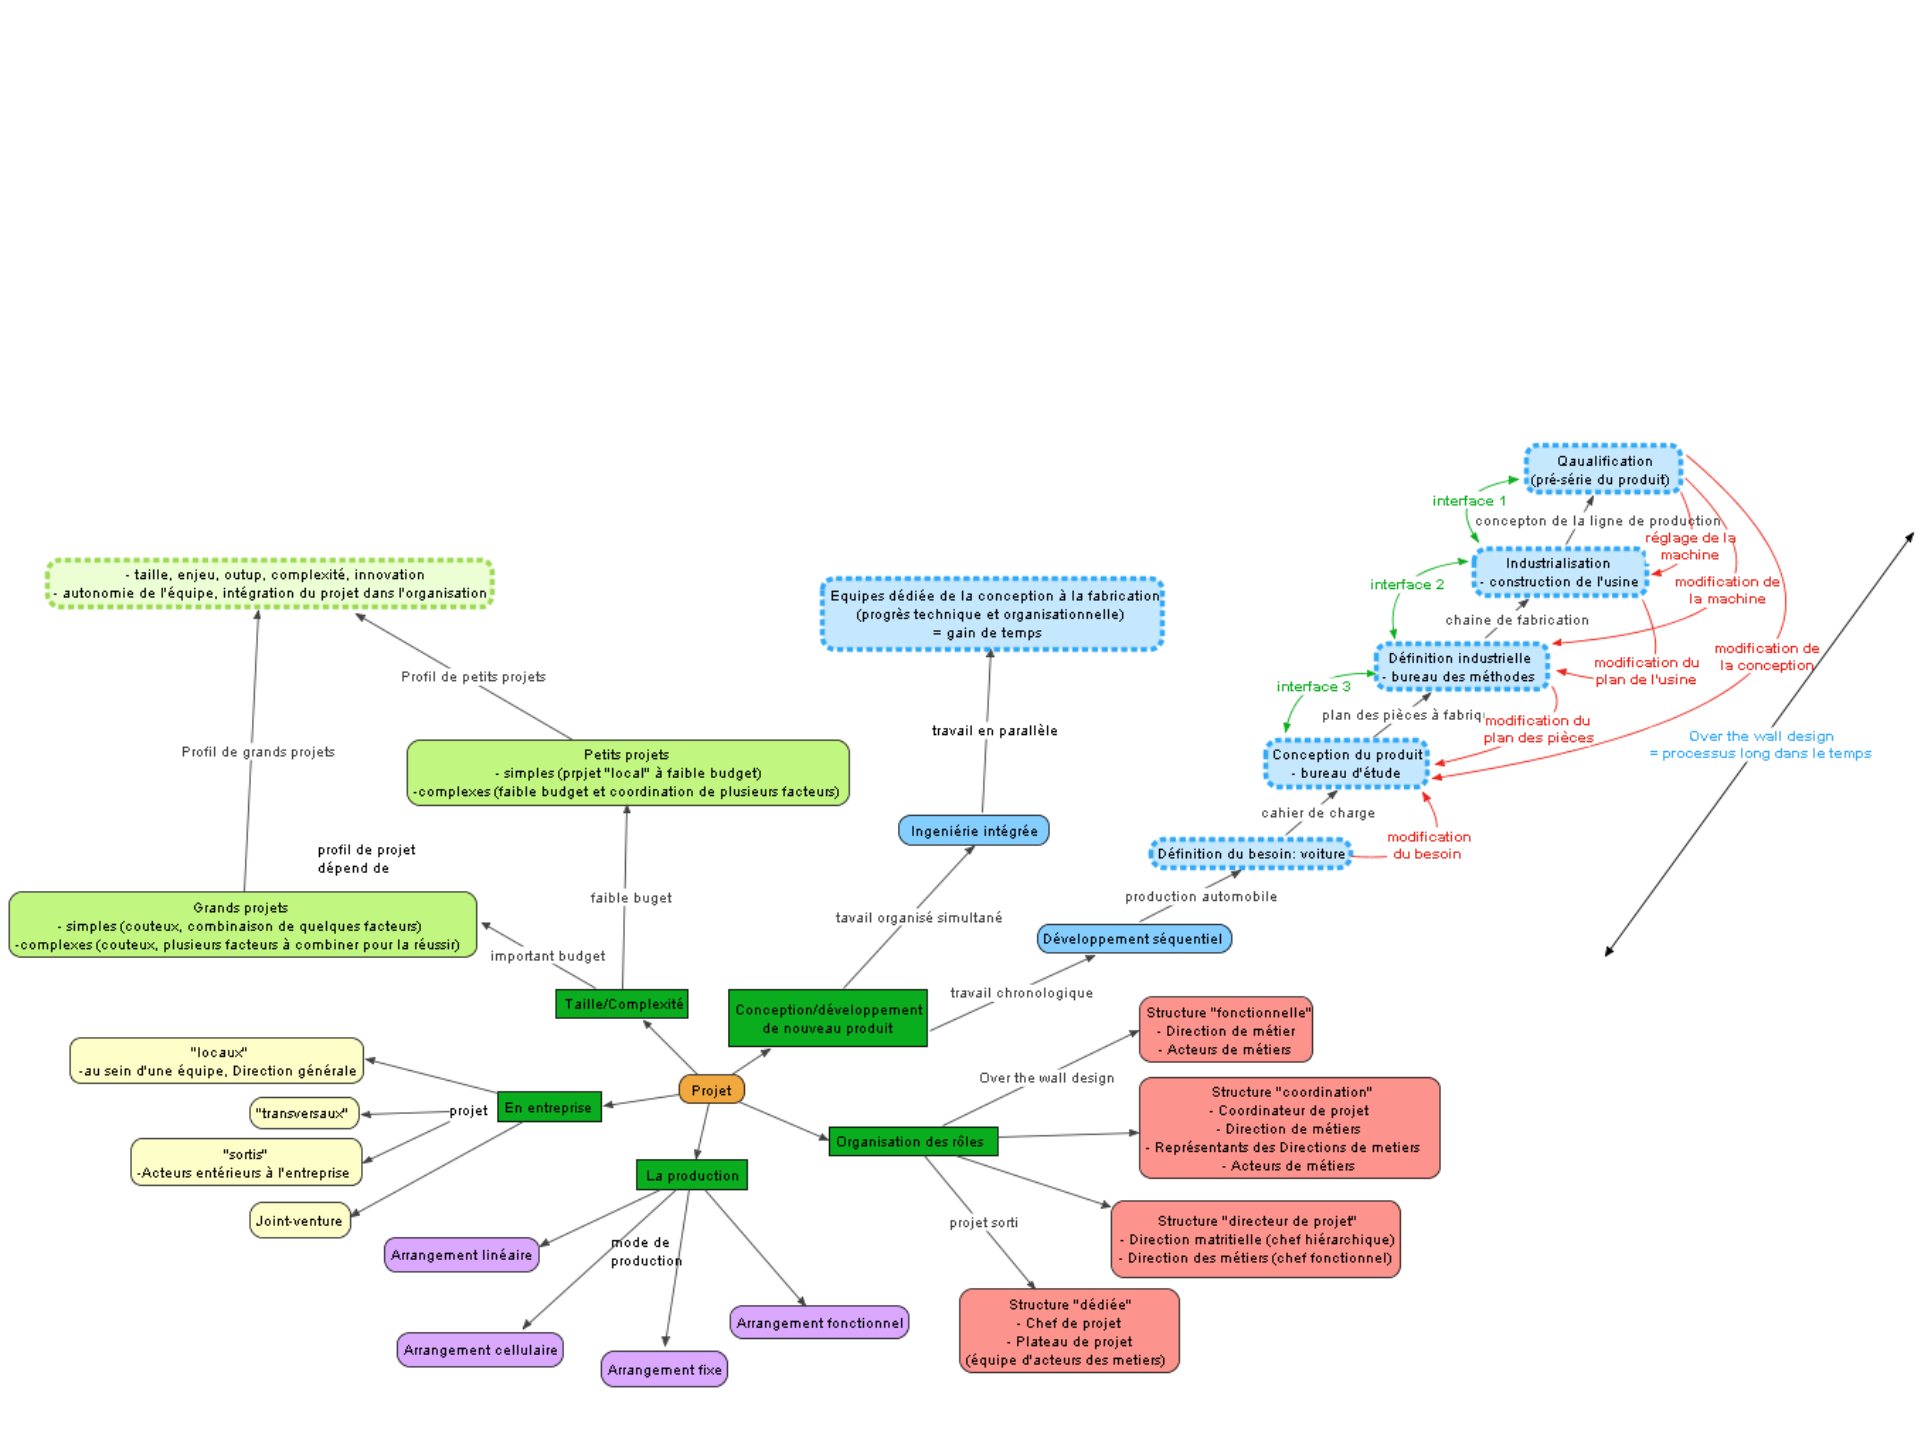 Qaualification
(pré-série du produit)
interface 1
concepton de la ligne de production
réglage de la
machine
Industrialisation
- construction de l'usine
interface 2
modification de
la machine
chaine de fabrication
Définition industrielle
- bureau des méthodes
modification du
plan de l'usine
modification de
la conception
interface 3
plan des pièces à fabriq
modification du
plan des pièces
Conception du produit
- bureau d'étude
Over the wall design
= processus long dans le temps
cahier de charge
modification
du besoin
Définition du besoin: voiture
production automobile
Développement séquentiel
travail chronologique
- taille, enjeu, outup, complexité, innovation
- autonomie de l'équipe, intégration du projet dans l'organisation
Equipes dédiée de la conception à la fabrication
(progrès technique et organisationnelle)
= gain de temps
Profil de petits projets
travail en parallèle
Profil de grands projets
Petits projets
- simples (prpjet "local" à faible budget)
-complexes (faible budget et coordination de plusieurs facteurs)
Ingeniérie intégrée
profil de projet
dépend de
faible buget
tavail organisé simultané
Grands projets
- simples (couteux, combinaison de quelques facteurs)
-complexes (couteux, plusieurs facteurs à combiner pour la réussir)
important budget
Taille/Complexité
Conception/développement
de nouveau produit
Structure "fonctionnelle"
- Direction de métier
- Acteurs de métiers
"locaux"
-au sein d'une équipe, Direction générale
Over the wall design
Projet
"transversaux"
projet
En entreprise
Structure "coordination"
- Coordinateur de projet
- Direction de métiers
- Représentants des Directions de metiers
- Acteurs de métiers
Organisation des rôles
"sortis"
-Acteurs entérieurs à l'entreprise
La production
Joint-venture
projet sorti
Structure "directeur de projet"
- Direction matritielle (chef hiérarchique)
- Direction des métiers (chef fonctionnel)
Arrangement linéaire
mode de
production
Structure "dédiée"
- Chef de projet
- Plateau de projet
(équipe d'acteurs des metiers)
Arrangement fonctionnel
Arrangement cellulaire
Arrangement fixe